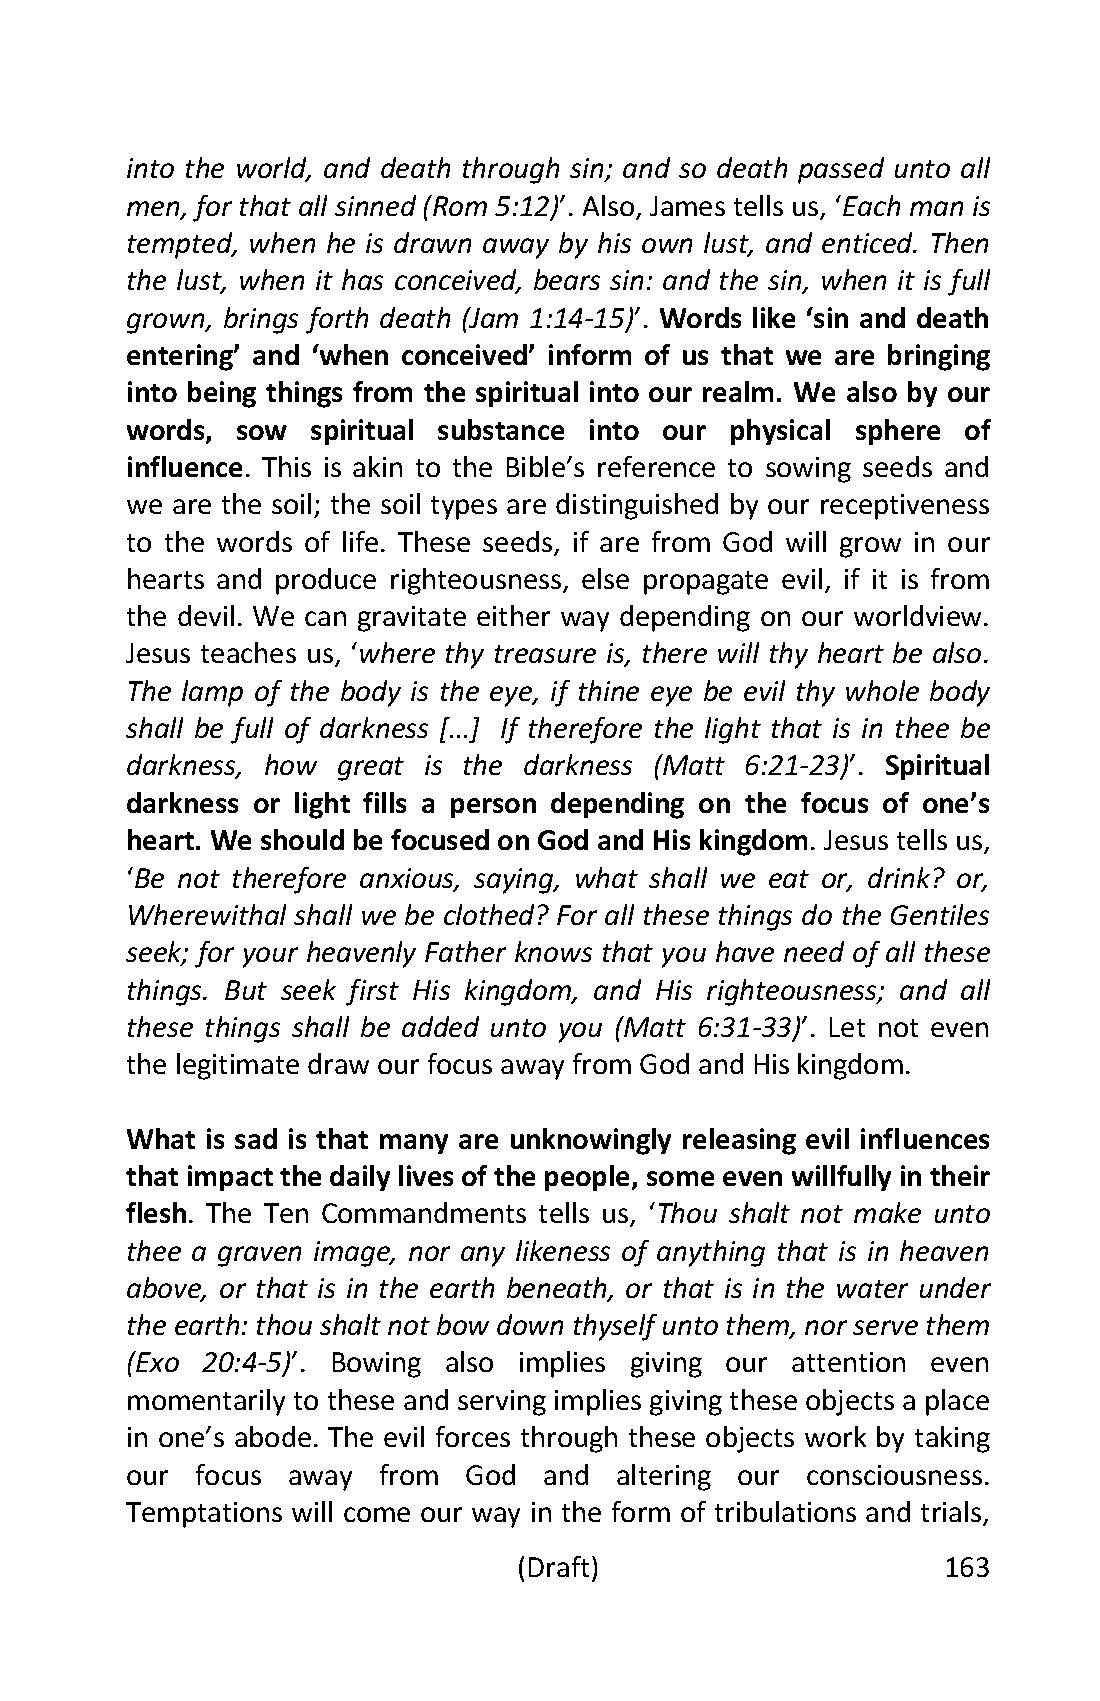 into the world, and death through sin; and so death passed unto all
men, for that all sinned (Rom 5:12)’. Also, James tells us, ‘Each man is
tempted, when he is drawn away by his own lust, and enticed. Then
the lust, when it has conceived, bears sin: and the sin, when it is full
grown, brings forth death (Jam 1:14-15)’. Words like ‘sin and death
entering’ and ‘when conceived’ inform of us that we are bringing
into being things from the spiritual into our realm. We also by our
words, sow spiritual substance into our physical sphere of
influence. This is akin to the Bible’s reference to sowing seeds and
we are the soil; the soil types are distinguished by our receptiveness
to the words of life. These seeds, if are from God will grow in our
hearts and produce righteousness, else propagate evil, if it is from
the devil. We can gravitate either way depending on our worldview.
Jesus teaches us, ‘where thy treasure is, there will thy heart be also.
The lamp of the body is the eye, if thine eye be evil thy whole body
shall be full of darkness [...] If therefore the light that is in thee be
darkness, how great is the darkness (Matt 6:21-23)’. Spiritual
darkness or light fills a person depending on the focus of one’s
heart. We should be focused on God and His kingdom. Jesus tells us,
‘Be not therefore anxious, saying, what shall we eat or, drink? or,
Wherewithal shall we be clothed? For all these things do the Gentiles
seek; for your heavenly Father knows that you have need of all these
things. But seek first His kingdom, and His righteousness; and all
these things shall be added unto you (Matt 6:31-33)’. Let not even
the legitimate draw our focus away from God and His kingdom.
What is sad is that many are unknowingly releasing evil influences
that impact the daily lives of the people, some even willfully in their
flesh. The Ten Commandments tells us, ‘Thou shalt not make unto
thee a graven image, nor any likeness of anything that is in heaven
above, or that is in the earth beneath, or that is in the water under
the earth: thou shalt not bow down thyself unto them, nor serve them
(Exo 20:4-5)’. Bowing also implies giving our attention even
momentarily to these and serving implies giving these objects a place
in one’s abode. The evil forces through these objects work by taking
our focus away from God and altering our consciousness.
Temptations will come our way in the form of tribulations and trials,
(Draft) 163